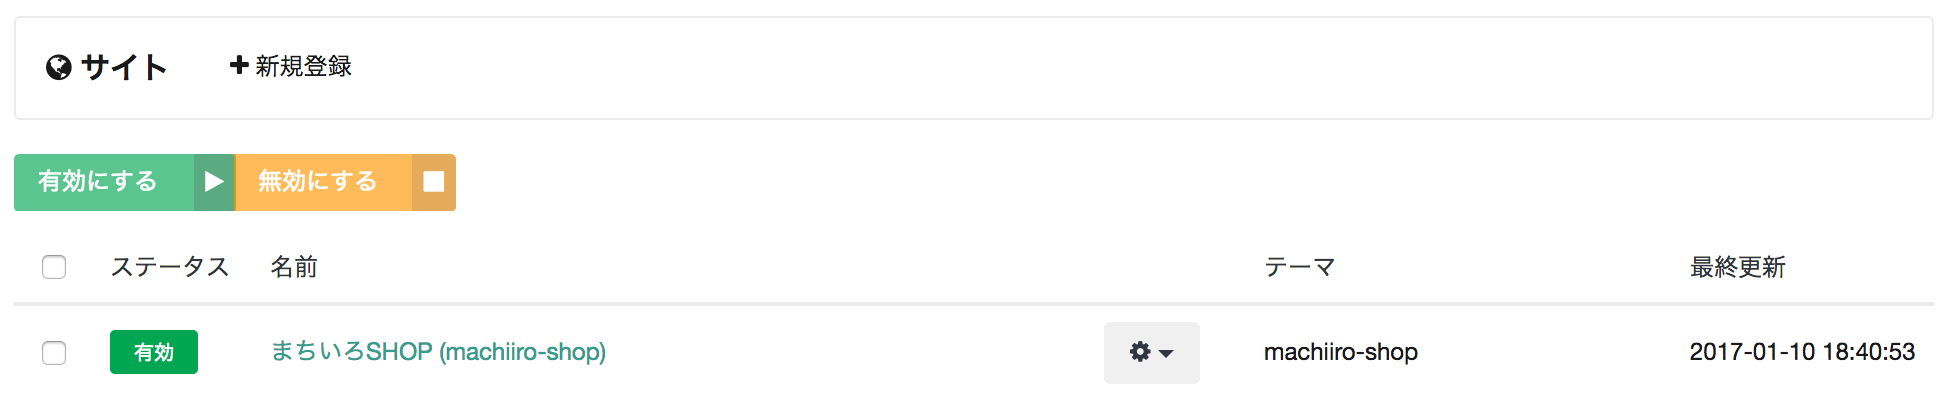 サイト 新規登録
有効にする 無効にする
ステータス 名前 テーマ 最終更新
有効 まちいろSHOP (machiiro-shop) machiiro-shop 2017-01-10 18:40:53